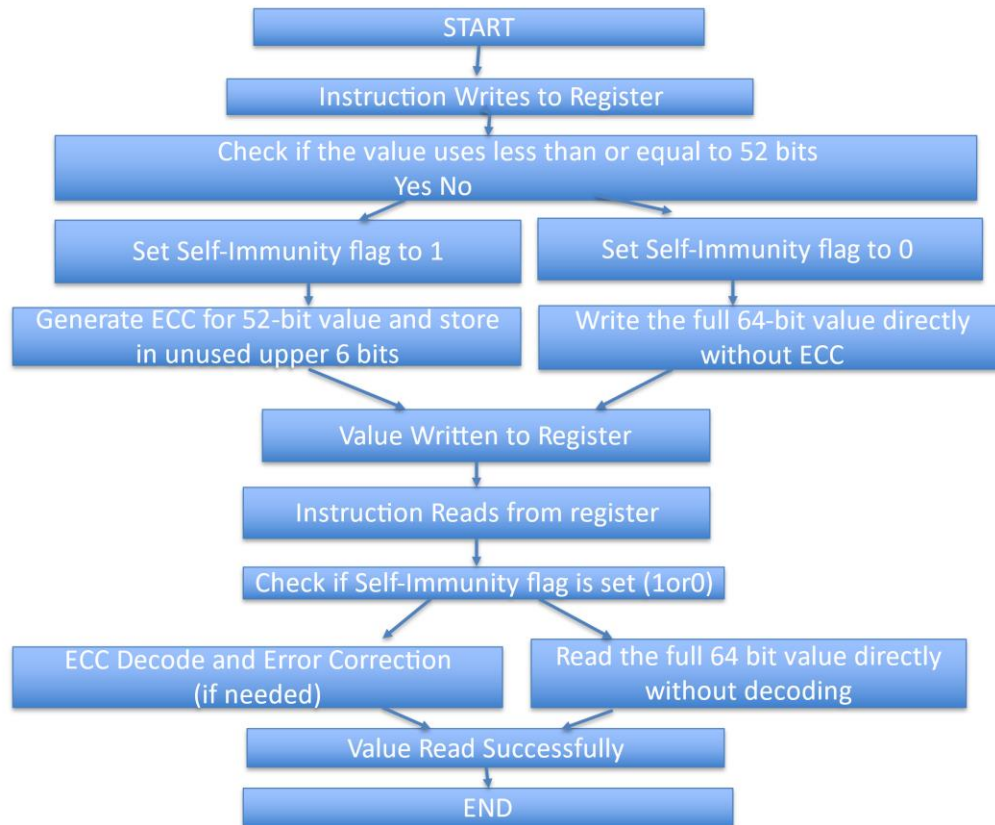 START
Instruction Writes to Register
Check if the value uses less than or equal to 52 bits
Yes No
Set Self-Immunity flag to 1
Set Self-Immunity flag to 0
Generate ECC for 52-bit value and store
in unused upper 6 bits
Write the full 64-bit value directly
without ECC
Value Written to Register
Instruction Reads from register
Check if Self-Immunity flag is set (1or0)
ECC Decode and Error Correction
(if needed)
Read the full 64 bit value directly
without decoding
Value Read Successfully
END